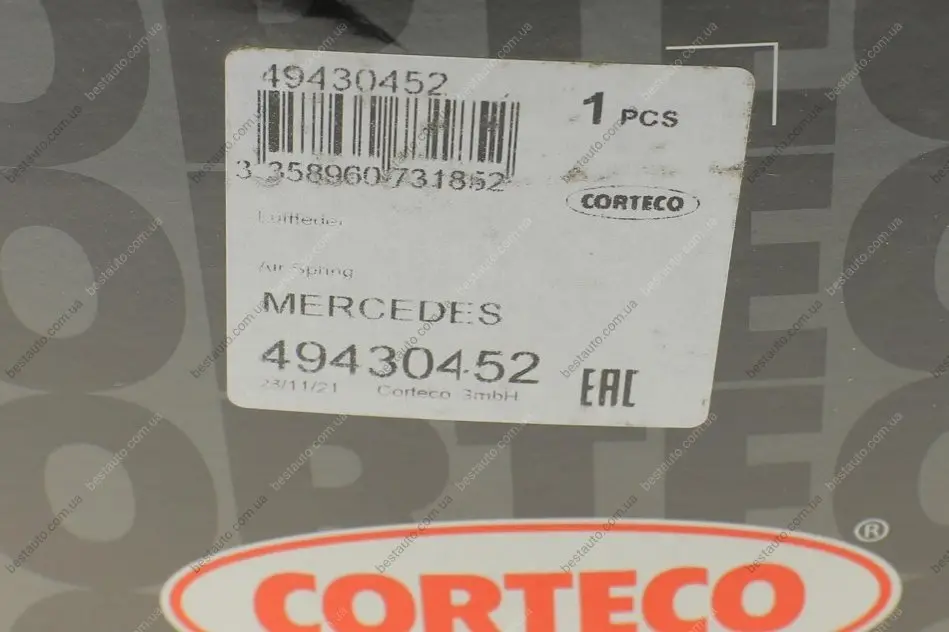 49430452
1 PCS
3 358960 731852
CORTECO
Luftfeder
Air Spring
MERCEDES
49430452
23/11/21 Corteco GmbH
EAC
CORTECO®
bestauto.com.ua